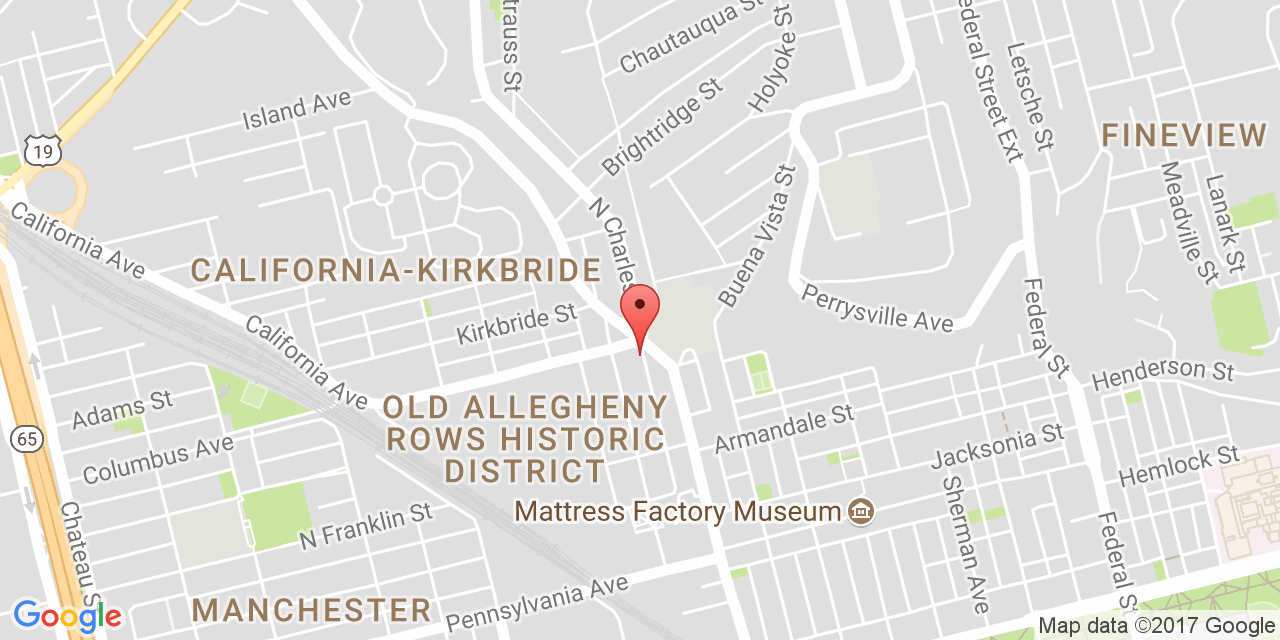 Strauss St
Chautauqua St
Holyoke St
Federal Street Ext
Letsche St
Island Ave
Brightridge St
FINEVIEW
19
Meadville St
Lanark St
N Charles
Buena Vista St
California Ave
CALIFORNIA-KIRKBRIDE
Perrysville Ave
Federal St
Kirkbride St
California Ave
Henderson St
Adams St
OLD ALLEGHENY
ROWS HISTORIC
DISTRICT
Armandale St
65
Columbus Ave
Jacksonia St
Hemlock St
Chateau S
N Franklin St
Mattress Factory Museum
Sherman Ave
Federal St
Pennsylvania Ave
MANCHESTER
Google
Map data ©2017 Google